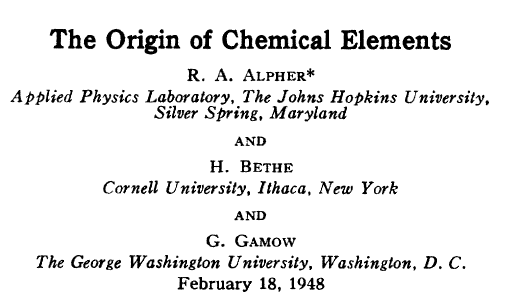 The Origin of Chemical Elements
R. A. ALPHER*
Applied Physics Laboratory, The Johns Hopkins University,
Silver Spring, Maryland
AND
H. BETHE
Cornell University, Ithaca, New York
AND
G. GAMOW
The George Washington University, Washington, D. C.
February 18, 1948